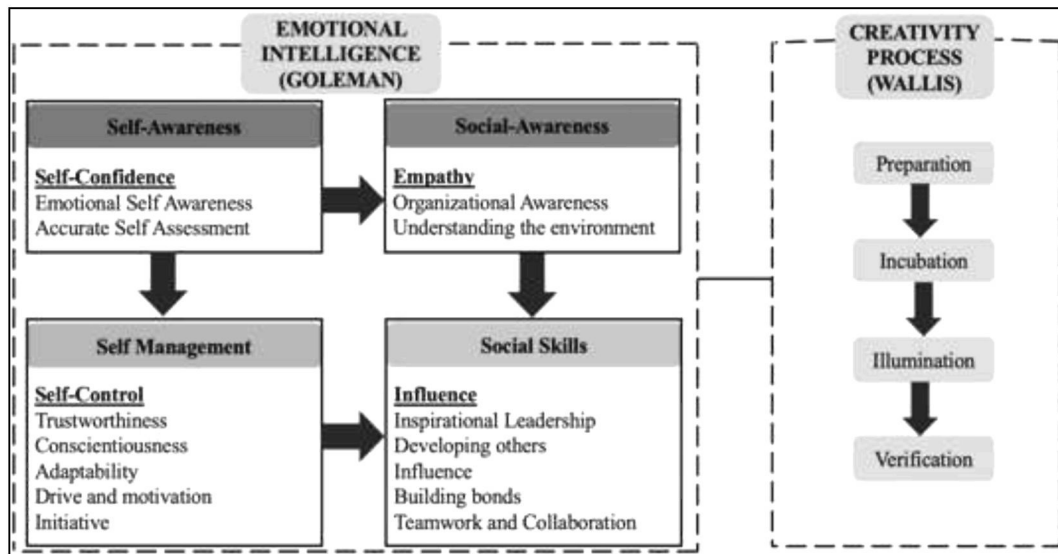 EMOTIONAL
INTELLIGENCE
(GOLEMAN)
Self-Awareness
Self-Confidence
Emotional Self Awareness
Accurate Self Assessment
Social-Awareness
Empathy
Organizational Awareness
Understanding the environment
Self Management
Self-Control
Trustworthiness
Conscientiousness
Adaptability
Drive and motivation
Initiative
Social Skills
Influence
Inspirational Leadership
Developing others
Influence
Building bonds
Teamwork and Collaboration
CREATIVITY
PROCESS
(WALLIS)
Preparation
Incubation
Illumination
Verification